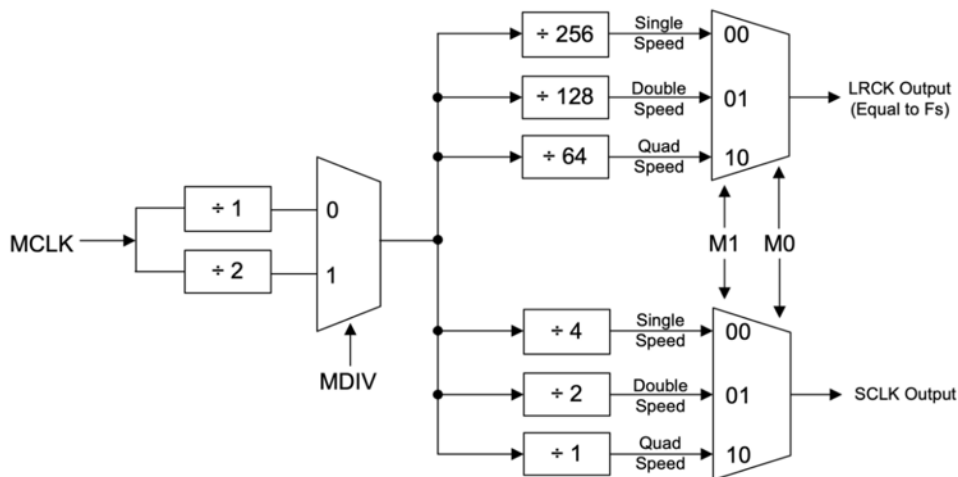 ÷ 256
Single
Speed
00
÷ 128
Double
Speed
01
LRCK Output
(Equal to Fs)
÷ 64
Quad
Speed
10
÷ 1
0
MCLK
÷ 2
1
MDIV
M1
M0
÷ 4
Single
Speed
00
÷ 2
Double
Speed
01
SCLK Output
÷ 1
Quad
Speed
10